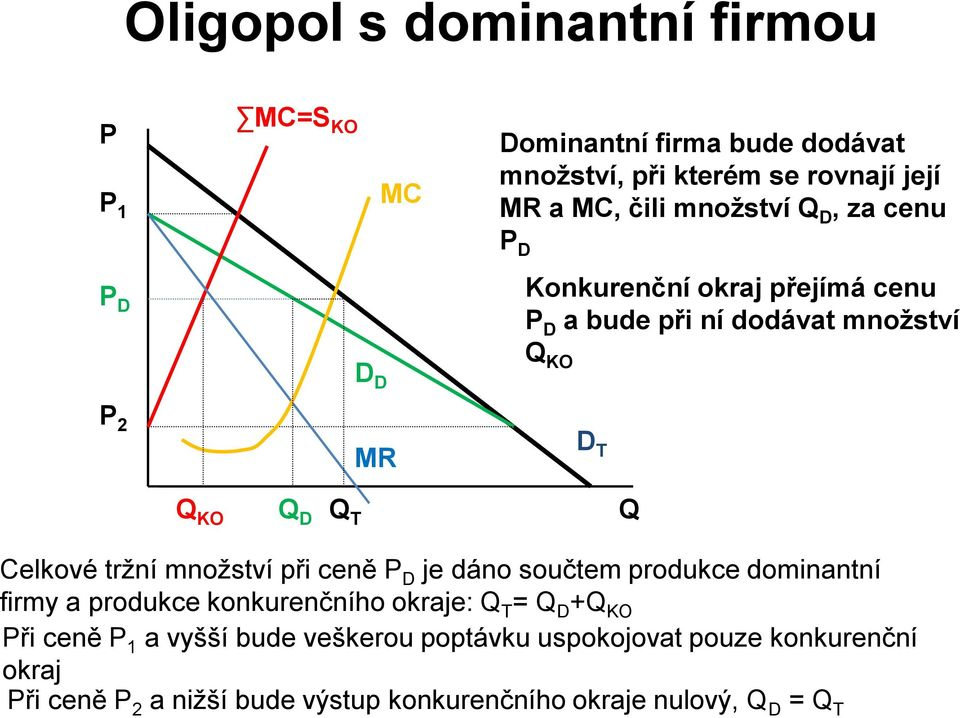 Oligopol s dominantní firmou
P
∑MC=S KO
P 1
MC
Dominantní firma bude dodávat
množství, při kterém se rovnají její
MR a MC, čili množství Q D, za cenu
P D
P D
Konkurenční okraj přejímá cenu
P D a bude při ní dodávat množství
Q KO
D D
P 2
MR
D T
Q KO Q D Q T Q
Celkové tržní množství při ceně P D je dáno součtem produkce dominantní
firmy a produkce konkurenčního okraje: Q T = Q D +Q KO
Při ceně P 1 a vyšší bude veškerou poptávku uspokojovat pouze konkurenční
okraj
Při ceně P 2 a nižší bude výstup konkurenčního okraje nulový, Q D = Q T